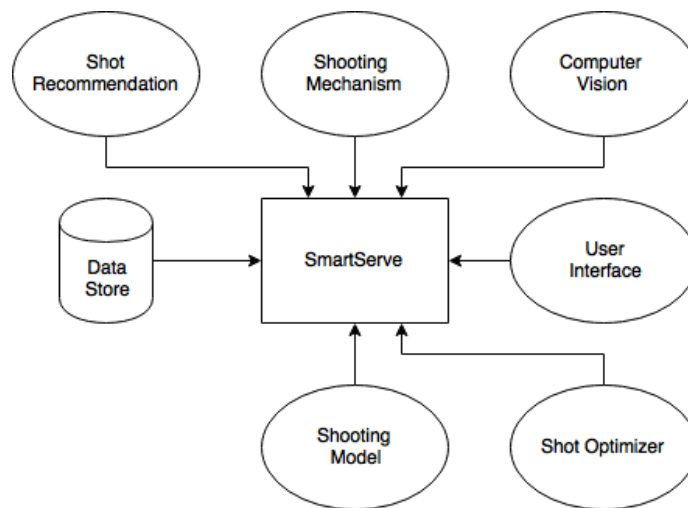 Shot
Recommendation
Shooting
Mechanism
Computer
Vision
Data
Store
SmartServe
User
Interface
Shooting
Model
Shot Optimizer